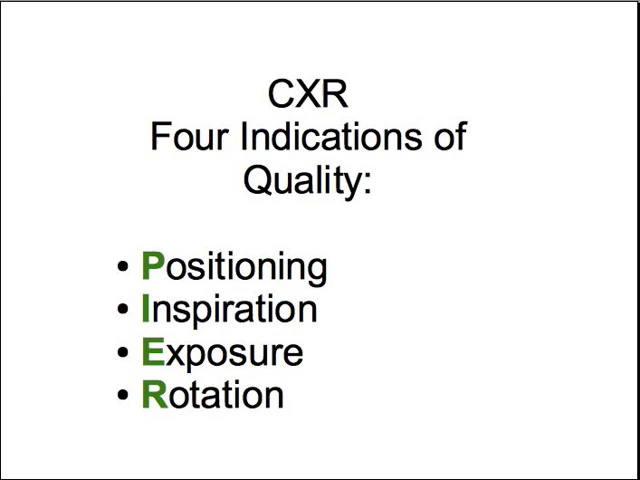 CXR
Four Indications of
Quality:
• Positioning
• Inspiration
• Exposure
• Rotation